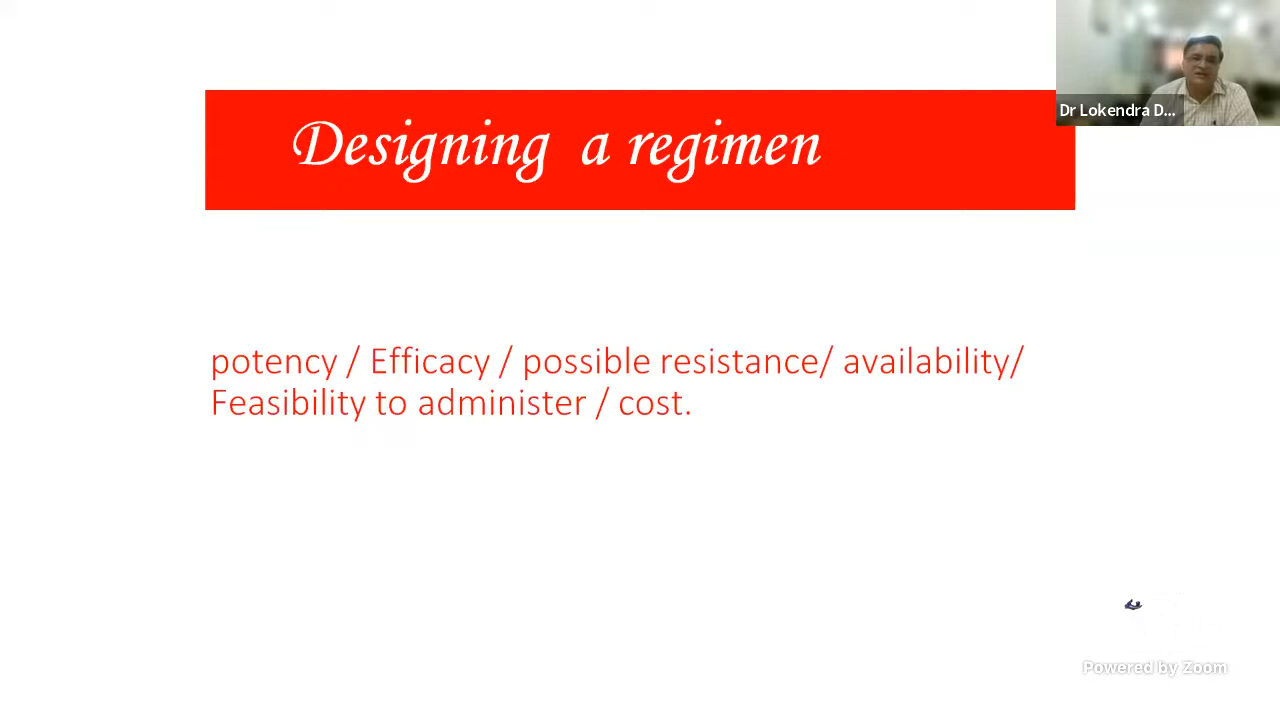 Dr Lokendra D...
Designing a regimen
potency / Efficacy / possible resistance/ availability/
Feasibility to administer / cost.
Powered by Zoom